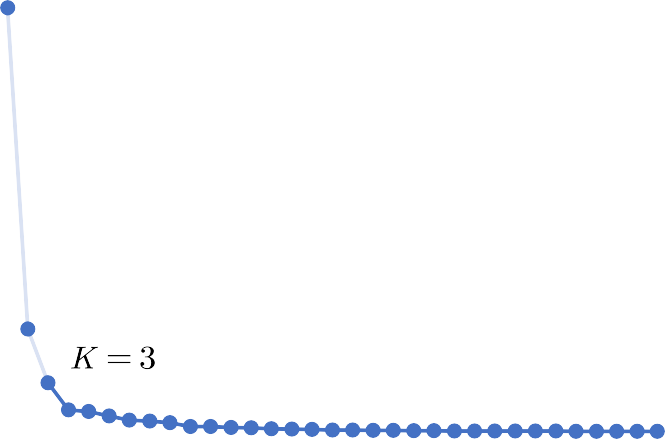 K = 3